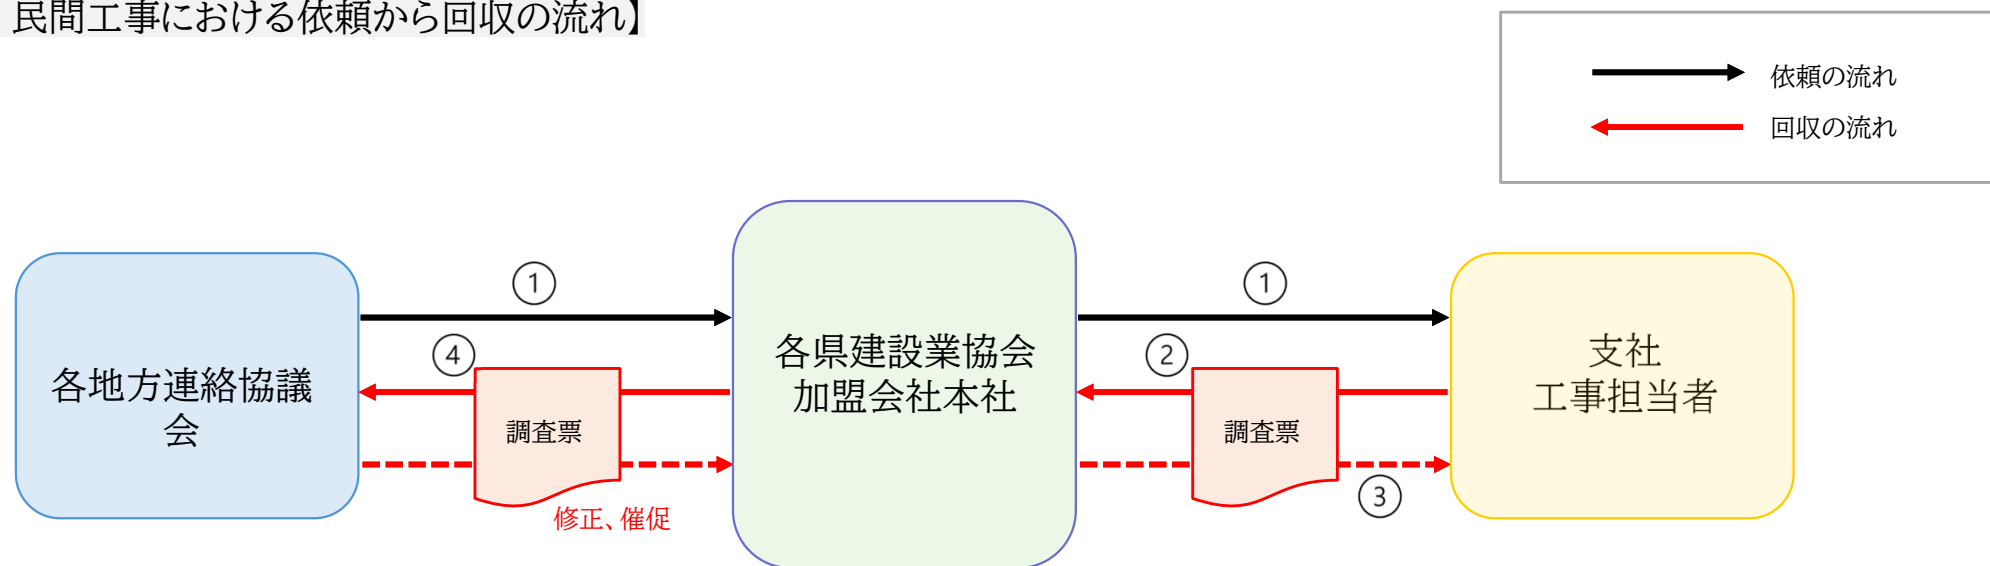 民間工事における依頼から回収の流れ】
依頼の流れ
回収の流れ
①
①
④
②
各地方連絡協議
会
各県建設業協会
加盟会社本社
支社
工事担当者
調査票
調査票
③
修正、催促